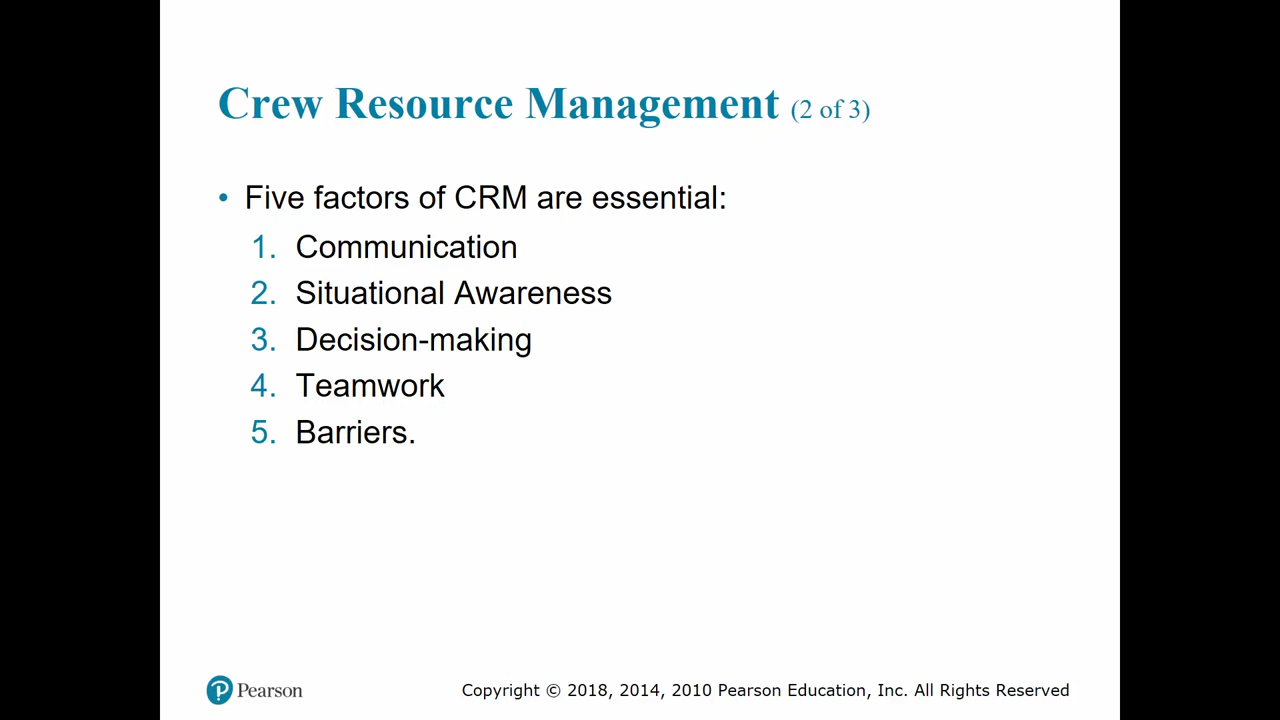 Crew Resource Management (2 of 3)
• Five factors of CRM are essential:
1. Communication
2. Situational Awareness
3. Decision-making
4. Teamwork
5. Barriers.
Pearson
Copyright © 2018, 2014, 2010 Pearson Education, Inc. All Rights Reserved